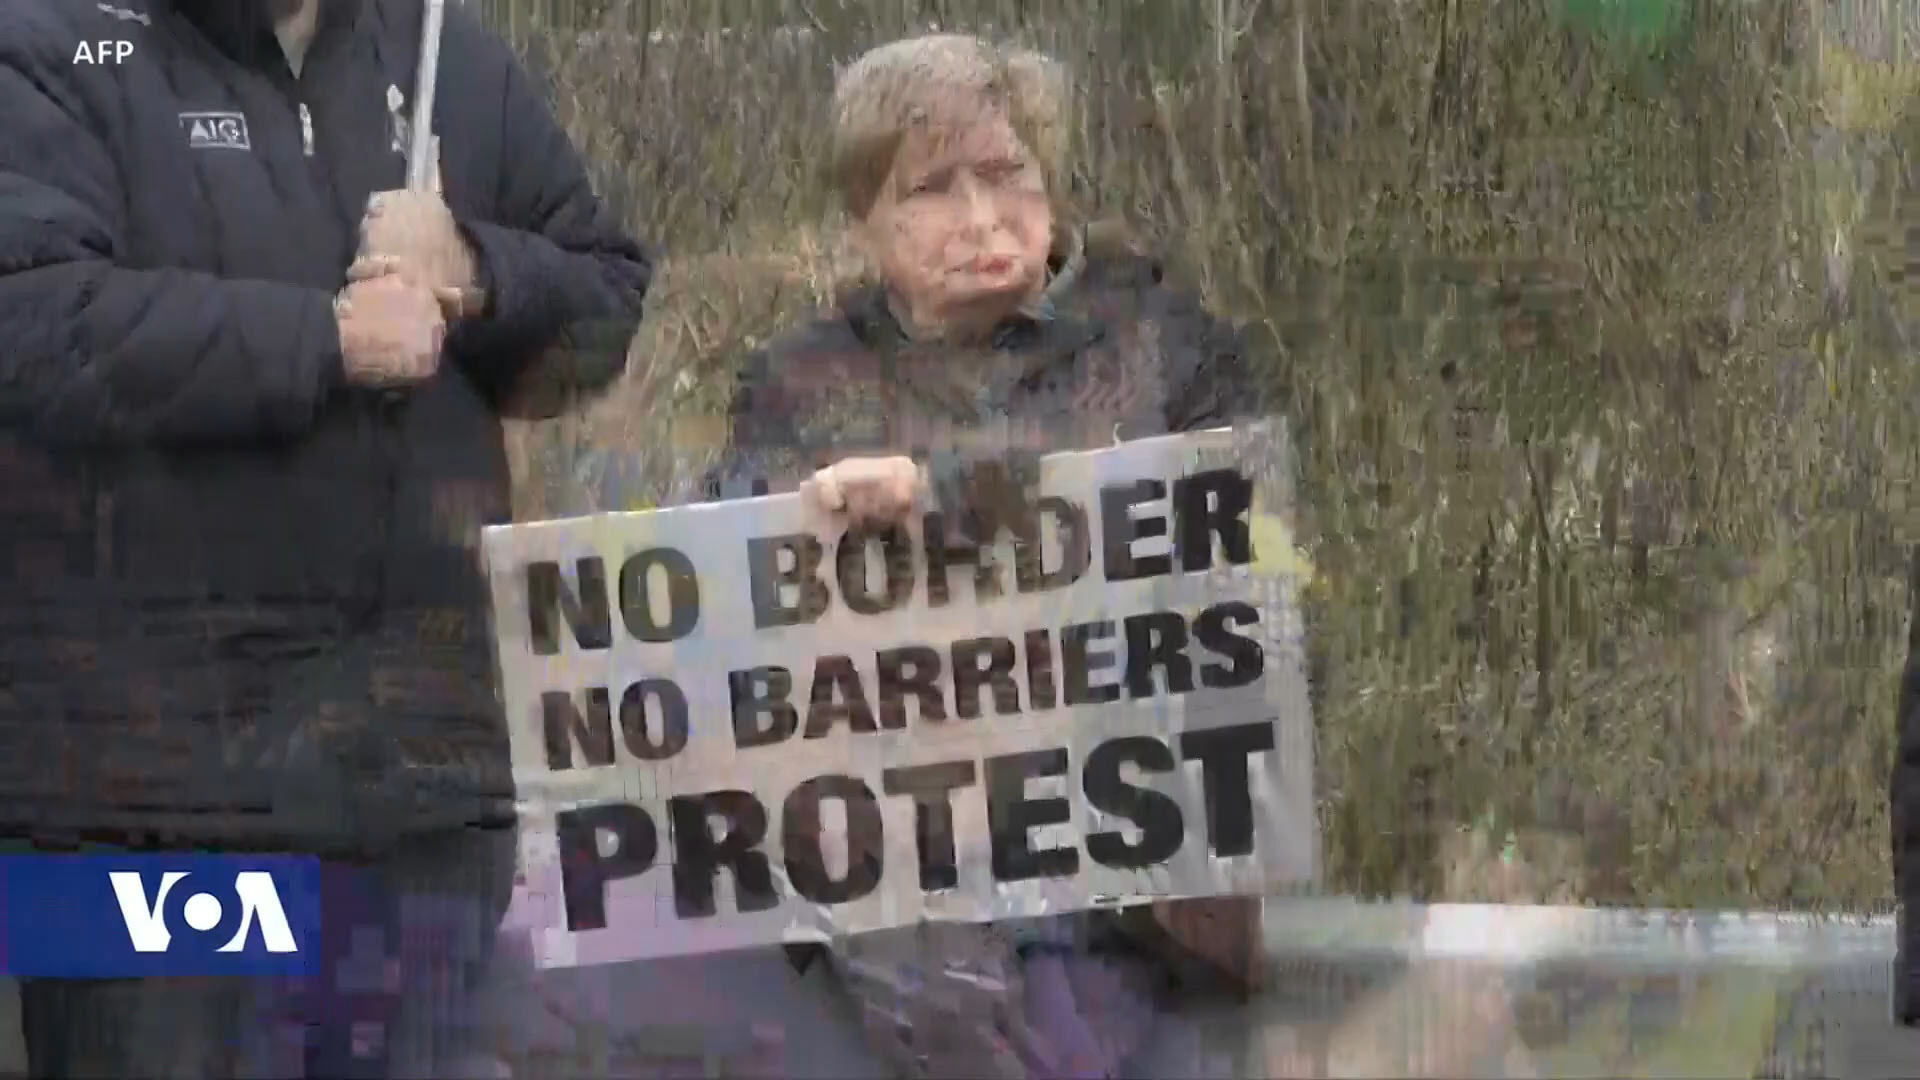 AFP
AIG
NO BORDER
NO BARRIERS
PROTEST
VOA